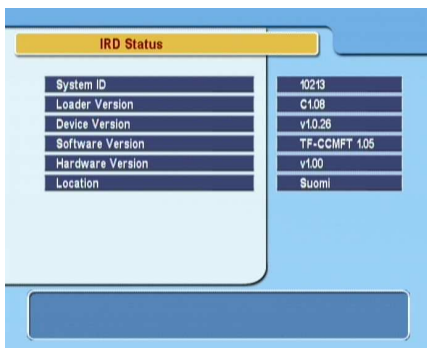 IRD Status
System ID 10213
Loader Version C1.08
Device Version v1.0.26
Software Version TF-CCMFT 1.05
Hardware Version v1.00
Location Suomi